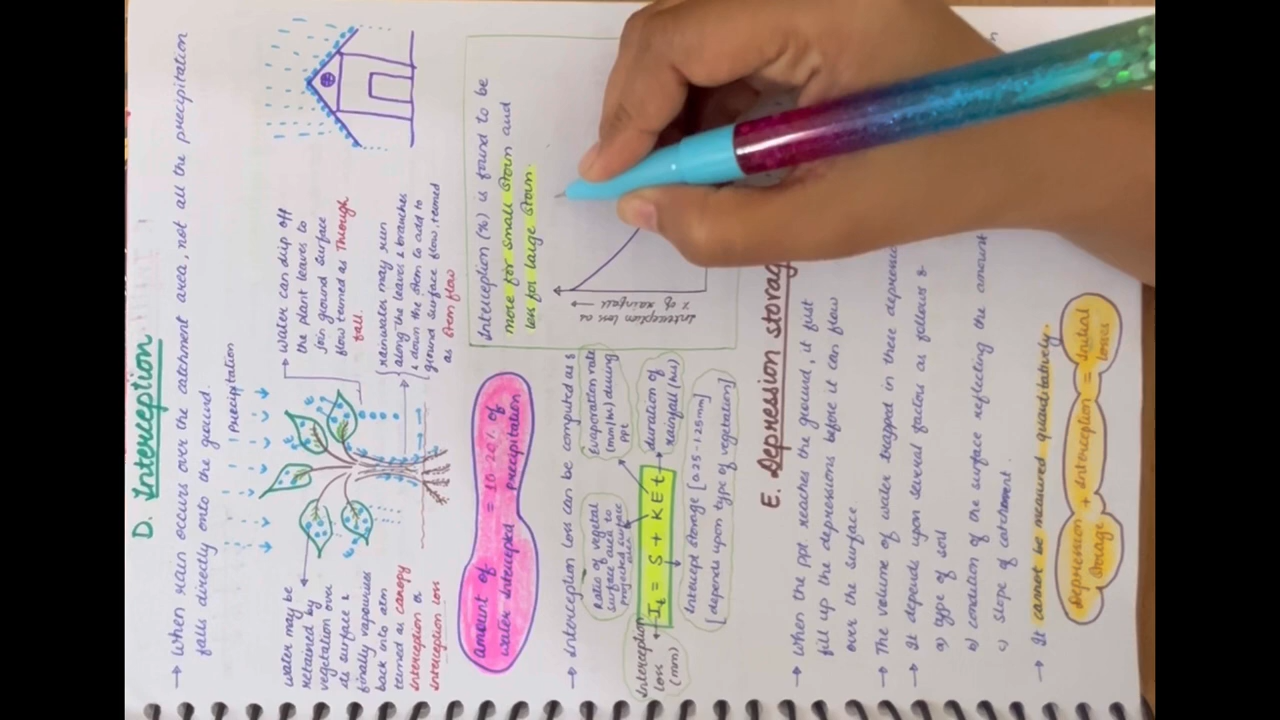 D. Interception
→ When rain occurs over the catchment area, not all the precipitation
falls directly onto the ground.
Precipitation
water may be
retained by
vegetation over
its surface &
finally vapouried
back into atm
termed as canopy
Interception or
Interception loss
→ water can drip off
the plant leaves to
join ground surface
flow termed as Through
fall.
rainwater may run
along the leaves & branches
& down the stem to add to
ground surface flow, termed
as stem flow
Amount of
water intercepted = 10-20% of
precipitation
Interception (%) is found to be
more for small storm and
less for large storm.
Interception loss as
% of rainfall →
→ Interception loss can be computed as :
Ratio of vegetal
surface area to
Projected surface
area
Evaporation rate
(mm/hr) during
ppt
Iₗ = S + K E t
duration of
rainfall (hrs)
Interception
loss
(mm)
Intercept storage [0.25 - 1.25 mm]
[depends upon type of vegetation]
E. Depression storag
→ When the ppt. reaches the ground, it just
fill up the depressions before it can flow
over the surface
→ The volume of water trapped in these depressio
→ It depends upon several factors as follows :-
a) type of soil
b) condition of the surface reflecting the amount
c) slope of catchment.
→ It cannot be measured quantitatively.
Depression
storage + Interception = Initial
losses